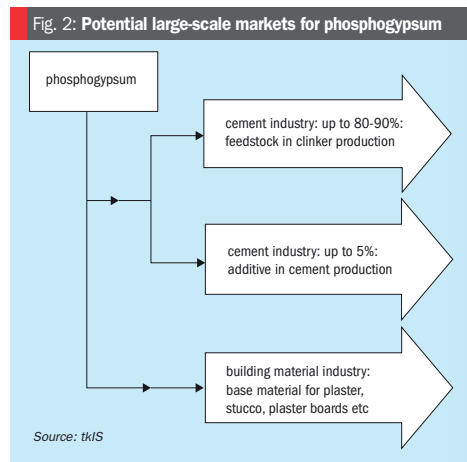 Fig. 2: Potential large-scale markets for phosphogypsum
phosphogypsum
cement industry: up to 80-90%:
feedstock in clinker production
cement industry: up to 5%:
additive in cement production
building material industry:
base material for plaster,
stucco, plaster boards etc
Source: tkIS